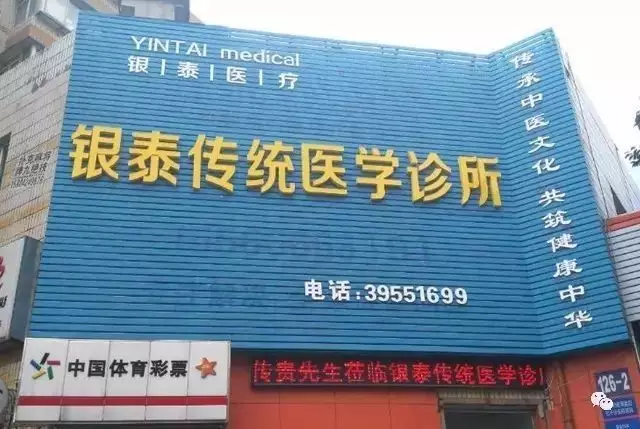 YINTAI medical
银泰医疗
银泰传统医学诊所
电话:39551699
传承中医文化 共筑健康中华
中国体育彩票
传贵先生莅临银泰传统医学诊
126-2